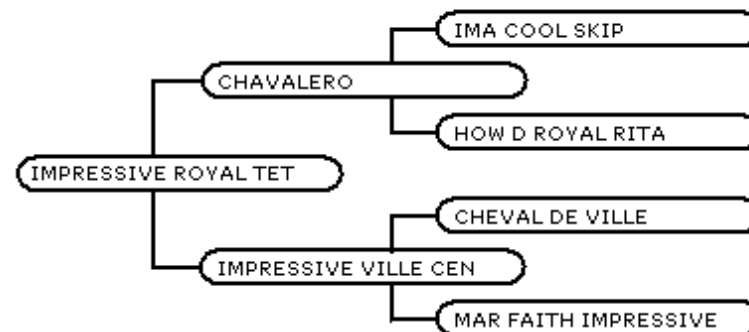 IMA COOL SKIP
CHAVALERO
HOW D ROYAL RITA
IMPRESSIVE ROYAL TET
CHEVAL DE VILLE
IMPRESSIVE VILLE CEN
MAR FAITH IMPRESSIVE